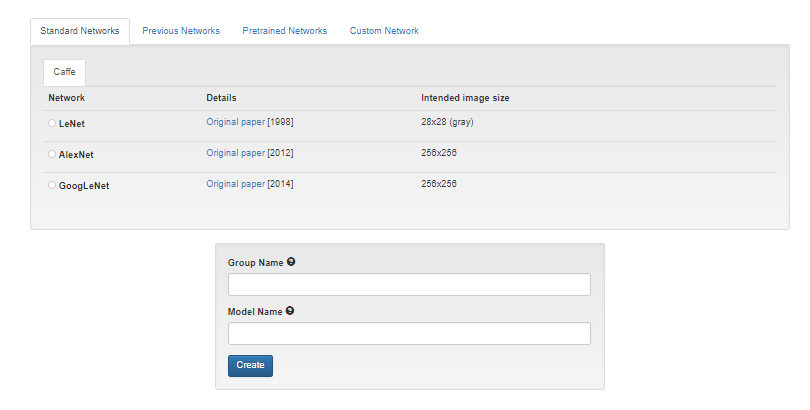 Standard Networks Previous Networks Pretrained Networks Custom Network
Caffe
Network Details Intended image size
LeNet Original paper [1998] 28x28 (gray)
AlexNet Original paper [2012] 256x256
GoogLeNet Original paper [2014] 256x256
Group Name
Model Name
Create